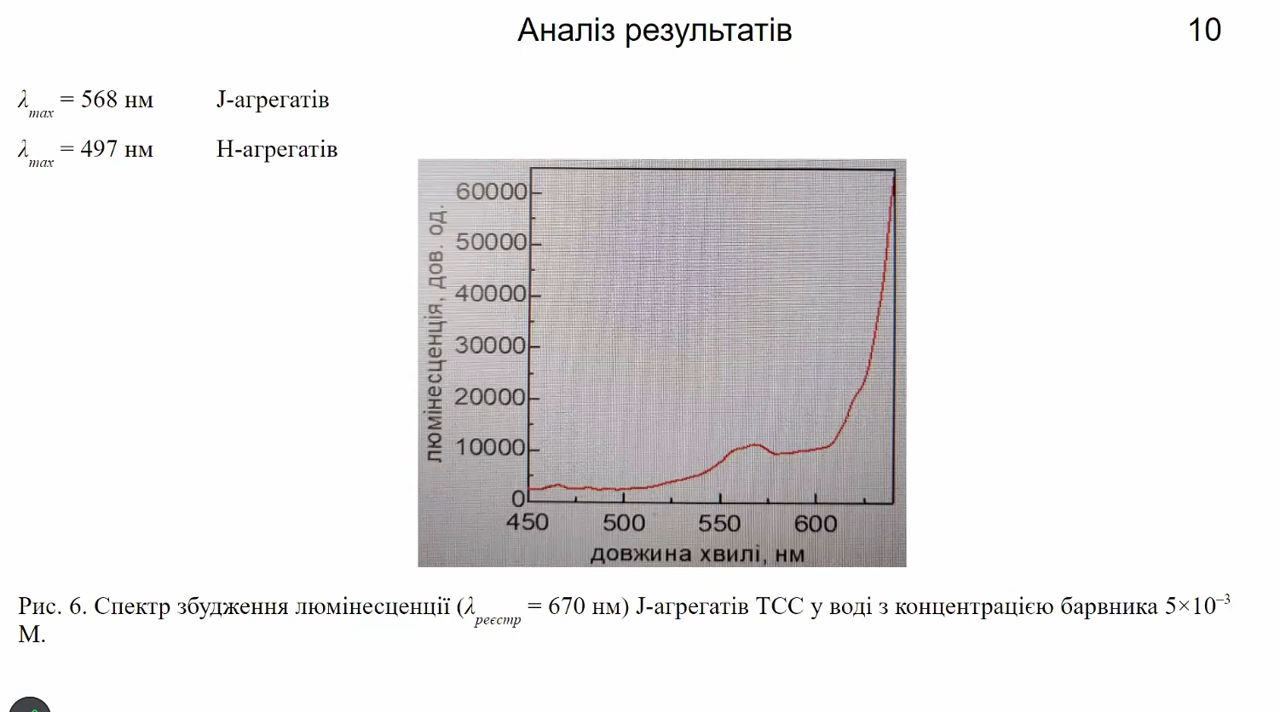 Аналіз результатів 10
λmax = 568 нм J-агрегатів
λmax = 497 нм H-агрегатів
60000
50000
40000
30000
20000
10000
0
люмінесценція, дов. од.
450 500 550 600
довжина хвилі, нм
Рис. 6. Спектр збудження люмінесценції (λреєстр = 670 нм) J-агрегатів ТСС у воді з концентрацією барвника 5×10–3
М.